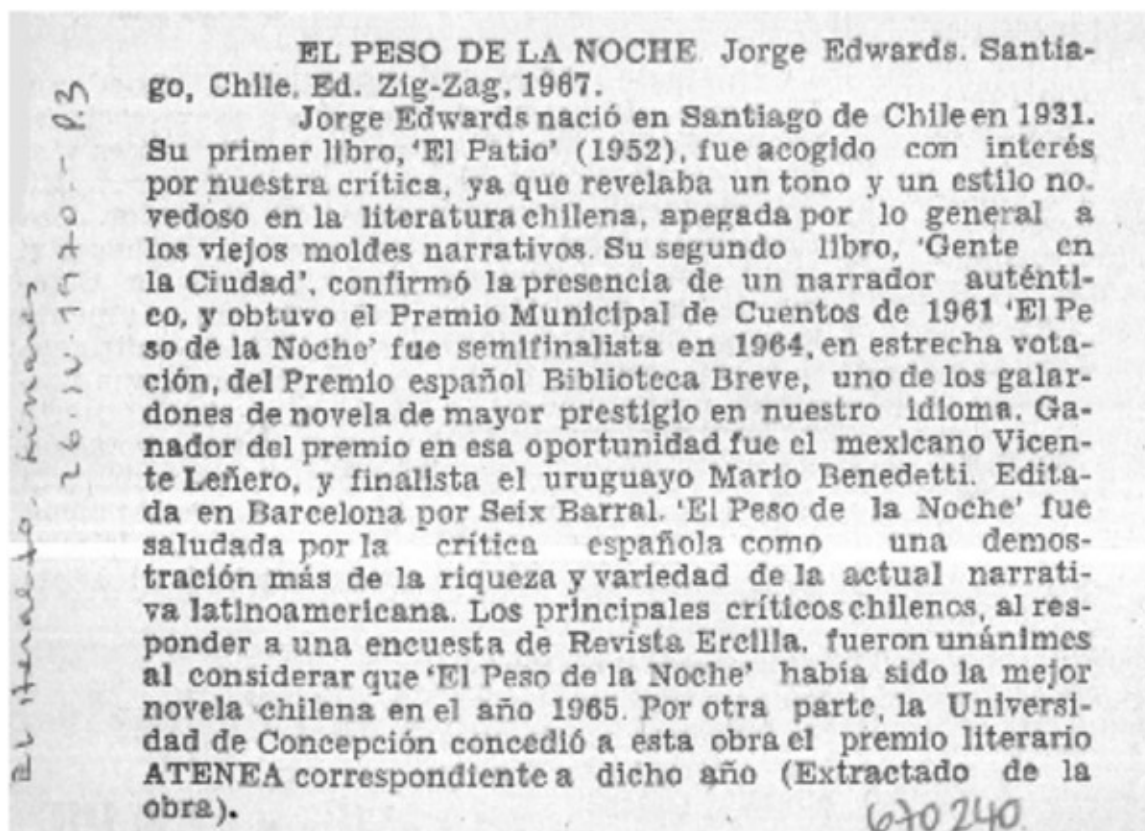 EL PESO DE LA NOCHE. Jorge Edwards. Santia-
go, Chile, Ed. Zig-Zag, 1967.
Jorge Edwards nació en Santiago de Chile en 1931.
Su primer libro, 'El Patio' (1952), fue acogido con interés
por nuestra crítica, ya que revelaba un tono y un estilo no-
vedoso en la literatura chilena, apegada por lo general a
los viejos moldes narrativos. Su segundo libro, 'Gente en
la Ciudad', confirmó la presencia de un narrador auténti-
co, y obtuvo el Premio Municipal de Cuentos de 1961 'El Pe
so de la Noche' fue semifinalista en 1964, en estrecha vota-
ción, del Premio español Biblioteca Breve, uno de los galar-
dones de novela de mayor prestigio en nuestro idioma. Ga-
nador del premio en esa oportunidad fue el mexicano Vicen-
te Leñero, y finalista el uruguayo Mario Benedetti. Edita-
da en Barcelona por Seix Barral. 'El Peso de la Noche' fue
saludada por la crítica española como una demos-
tración más de la riqueza y variedad de la actual narrati-
va latinoamericana. Los principales críticos chilenos, al res-
ponder a una encuesta de Revista Ercilla, fueron unánimes
al considerar que 'El Peso de la Noche' había sido la mejor
novela chilena en el año 1965. Por otra parte, la Universi-
dad de Concepción concedió a esta obra el premio literario
ATENEA correspondiente a dicho año (Extractado de la
obra).
670240